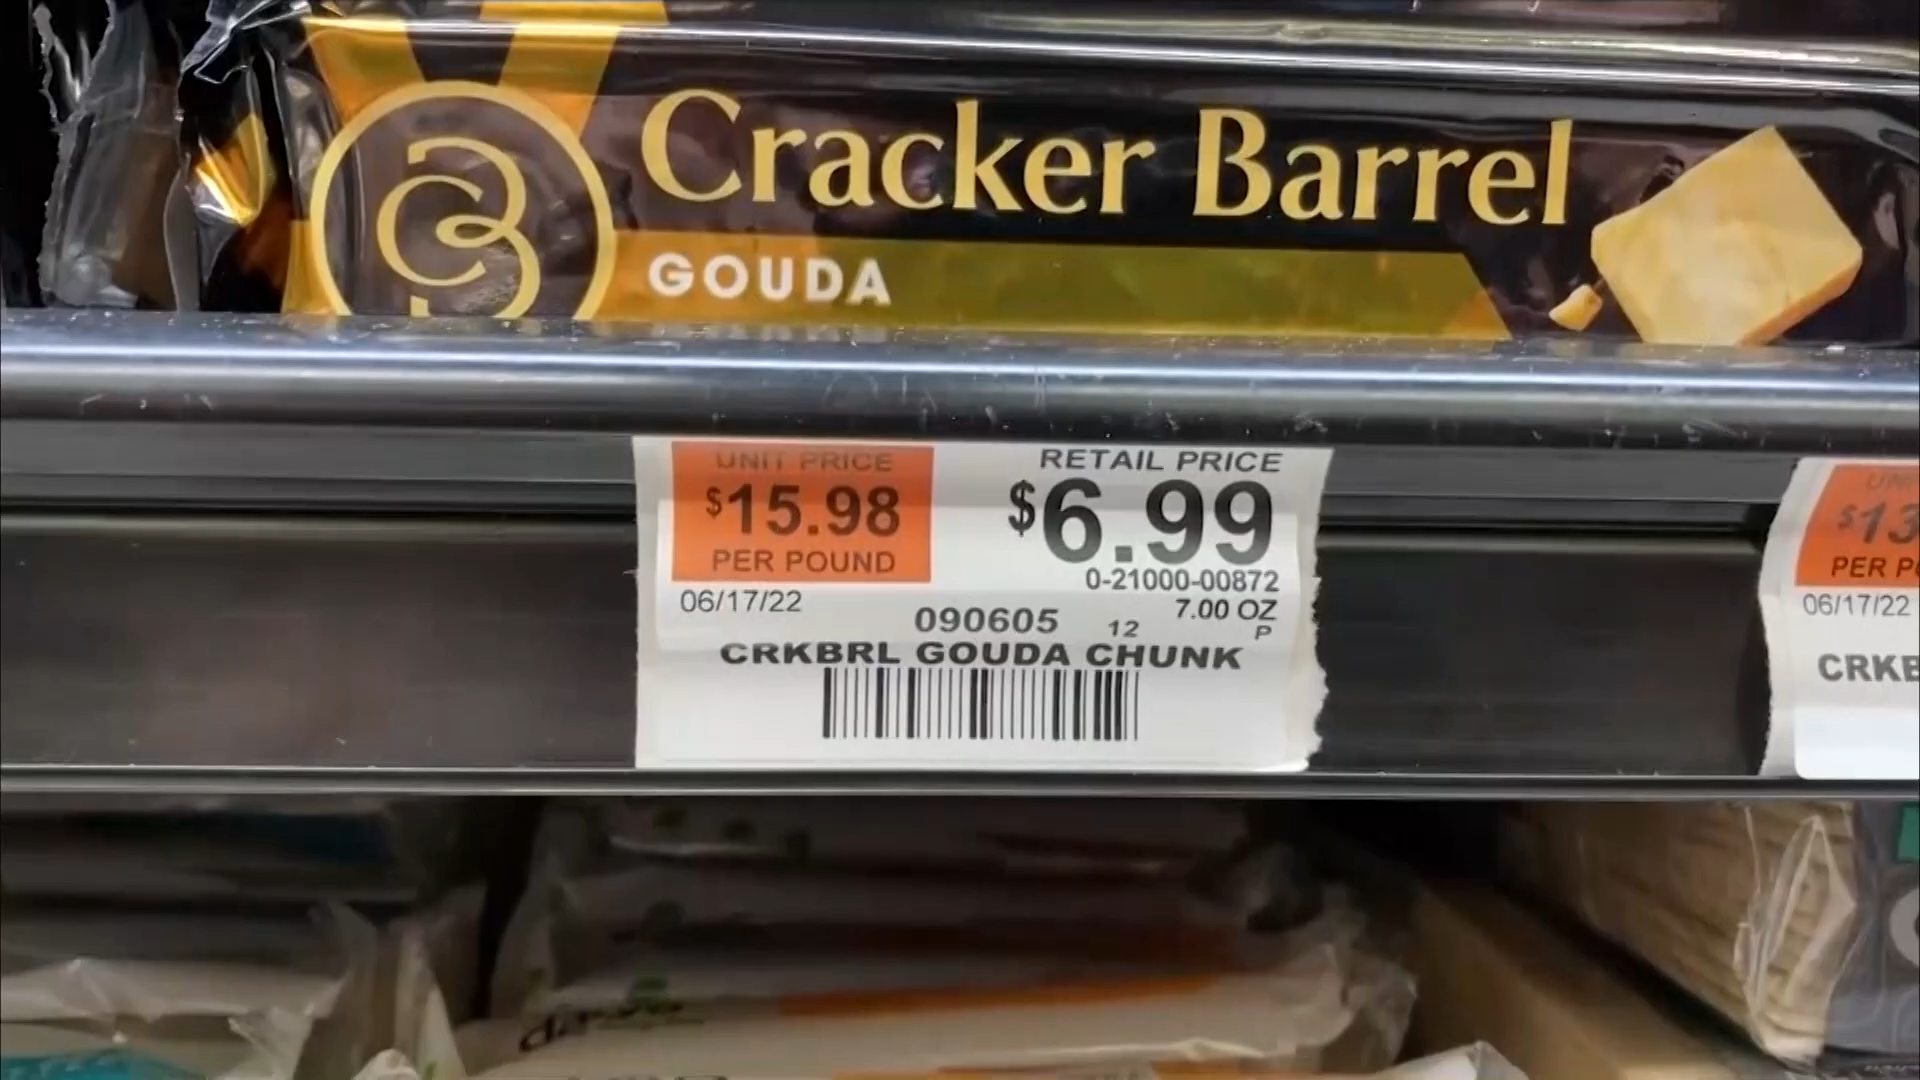 Cracker Barrel
GOUDA
UNIT PRICE
$15.98
PER POUND
06/17/22
RETAIL PRICE
$6.99
0-21000-00872
7.00 OZ
090605 12 P
CRKBRL GOUDA CHUNK
$13
PER
06/17/22